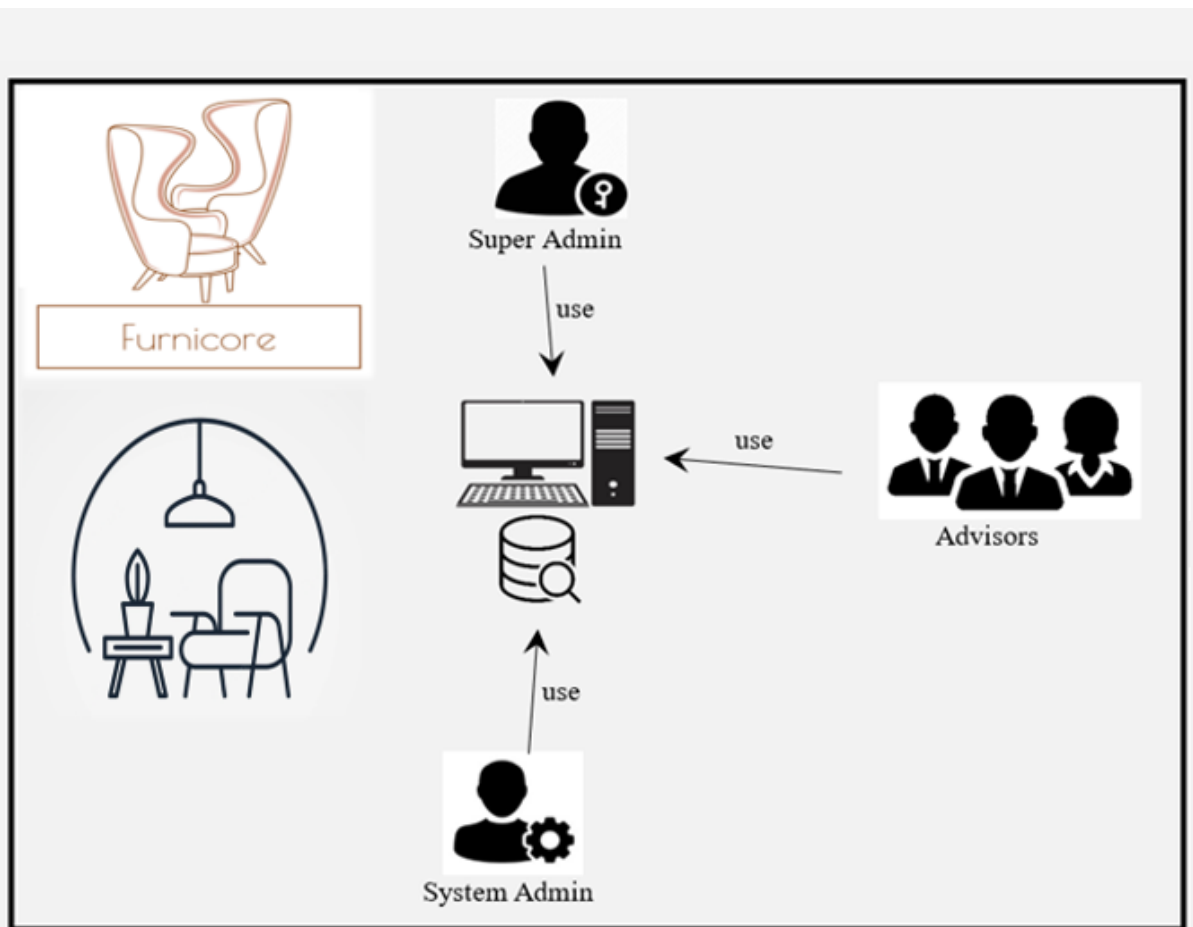 Super Admin
use
Furnicore
use
Advisors
use
System Admin